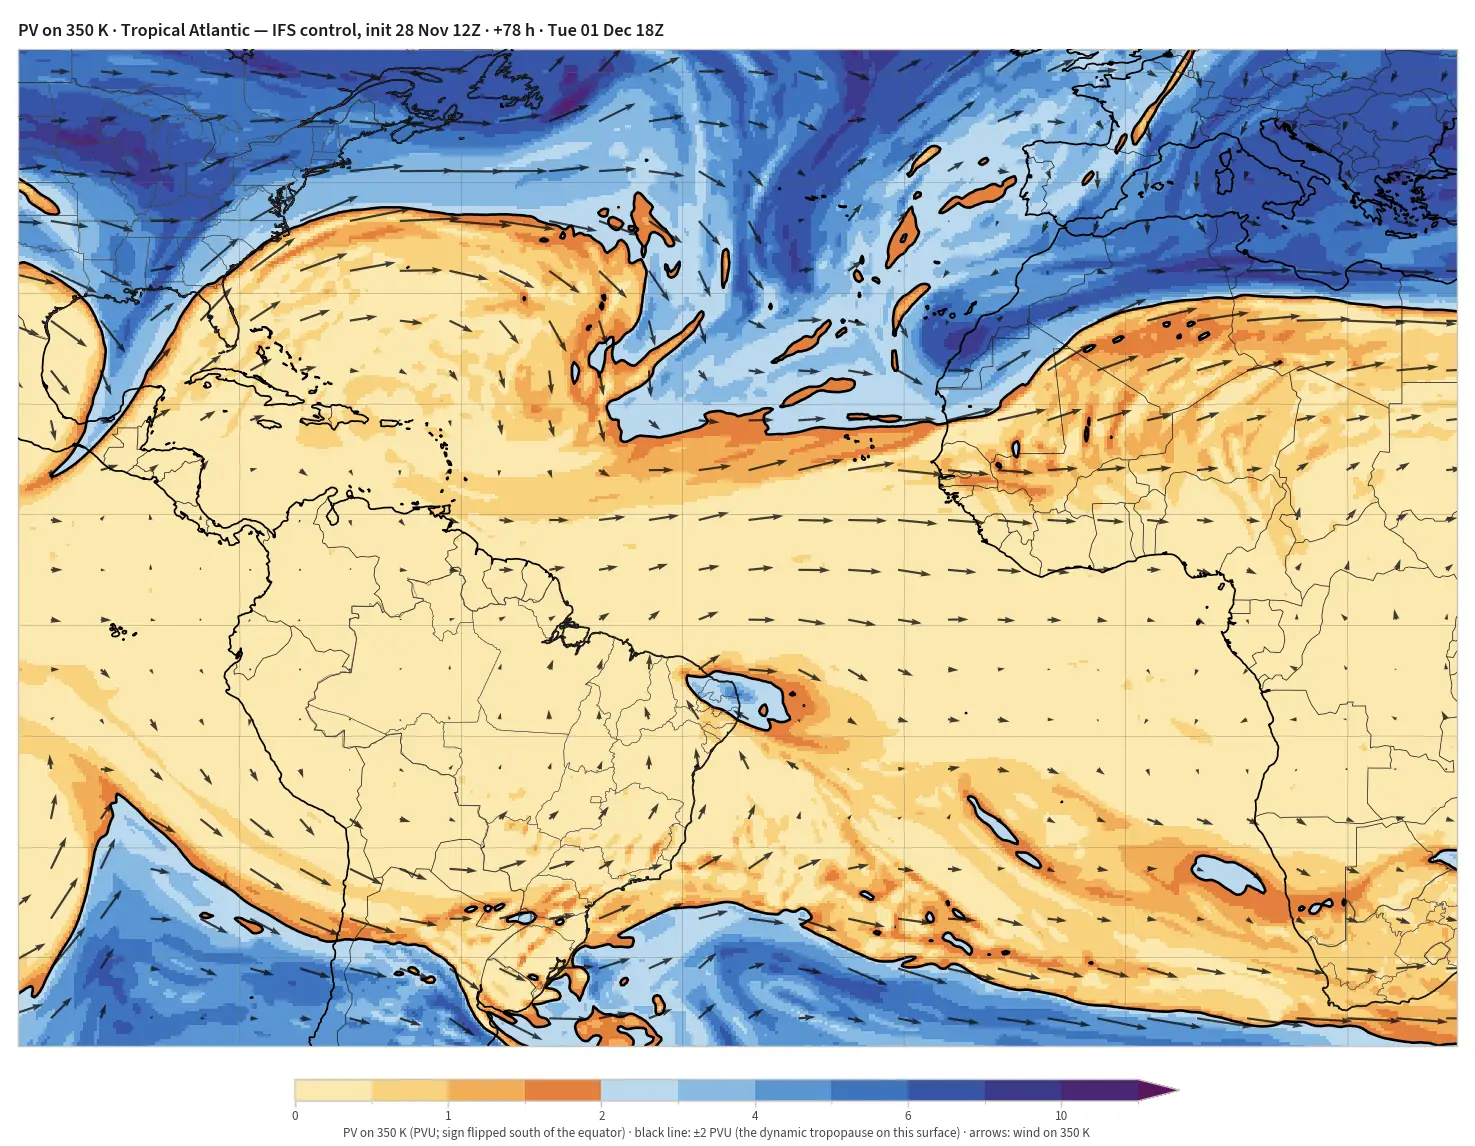 PV on 350 K · Tropical Atlantic — IFS control, init 28 Nov 12Z · +78 h · Tue 01 Dec 18Z
0 1 2 4 6 10
PV on 350 K (PVU; sign flipped south of the equator) · black line: ±2 PVU (the dynamic tropopause on this surface) · arrows: wind on 350 K